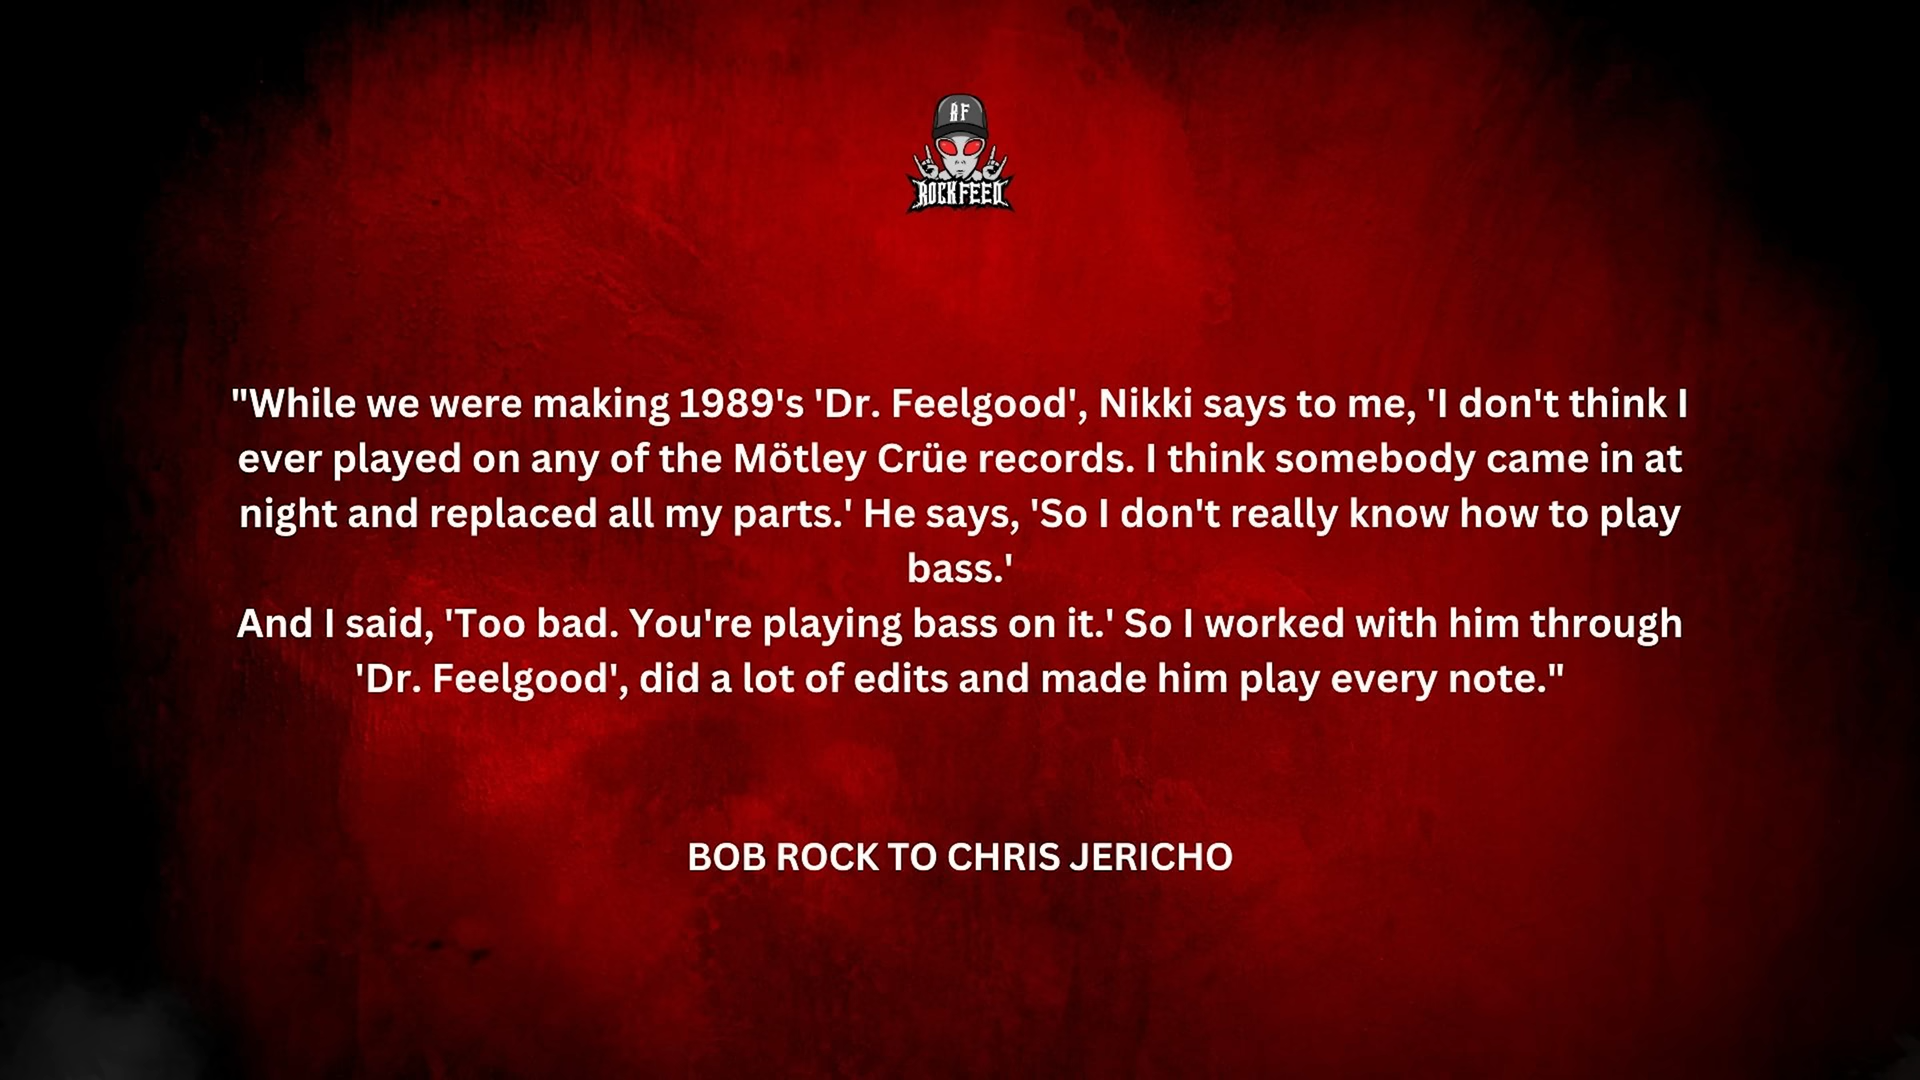 RF
ROCKFEED
"While we were making 1989's 'Dr. Feelgood', Nikki says to me, 'I don't think I
ever played on any of the Mötley Crüe records. I think somebody came in at
night and replaced all my parts.' He says, 'So I don't really know how to play
bass.'
And I said, 'Too bad. You're playing bass on it.' So I worked with him through
'Dr. Feelgood', did a lot of edits and made him play every note."
BOB ROCK TO CHRIS JERICHO